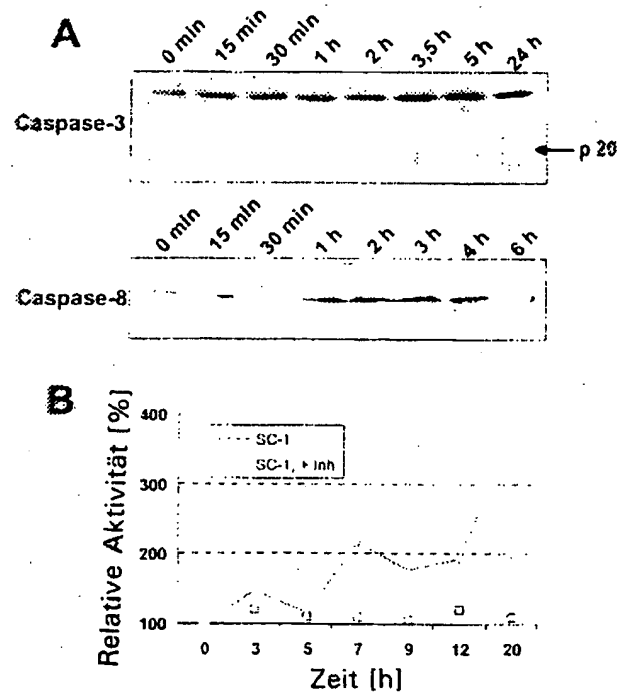 A
0 min 15 min 30 min 1 h 2 h 3,5 h 5 h 24 h
Caspase-3
p 20
0 min 15 min 30 min 1 h 2 h 3 h 4 h 6 h
Caspase-8
B
Relative Aktivität [%]
400
300
200
100
SC-1
SC-1, + Inh
0 3 5 7 9 12 20
Zeit [h]